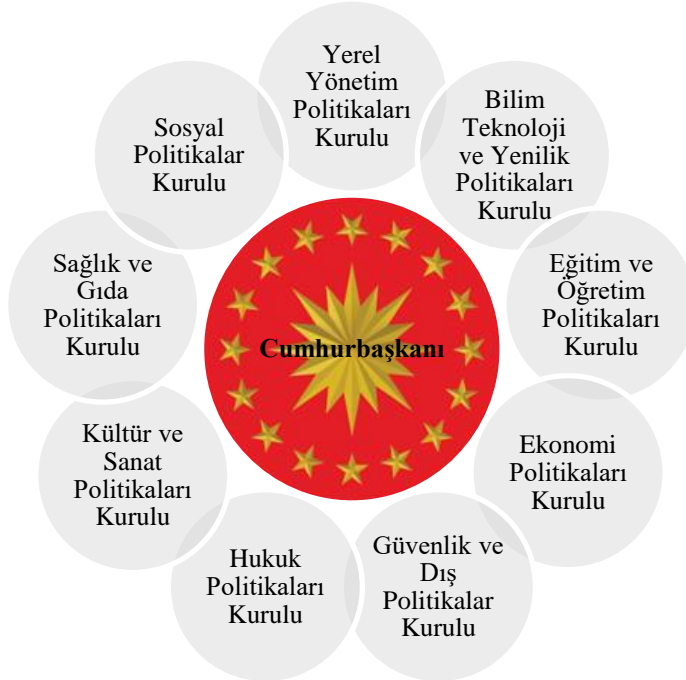 Yerel
Yönetim
Politikaları
Kurulu
Bilim
Teknoloji
ve Yenilik
Politikaları
Kurulu
Eğitim ve
Öğretim
Politikaları
Kurulu
Ekonomi
Politikaları
Kurulu
Güvenlik ve
Dış
Politikalar
Kurulu
Hukuk
Politikaları
Kurulu
Kültür ve
Sanat
Politikaları
Kurulu
Sağlık ve
Gıda
Politikaları
Kurulu
Sosyal
Politikalar
Kurulu
Cumhurbaşkanı